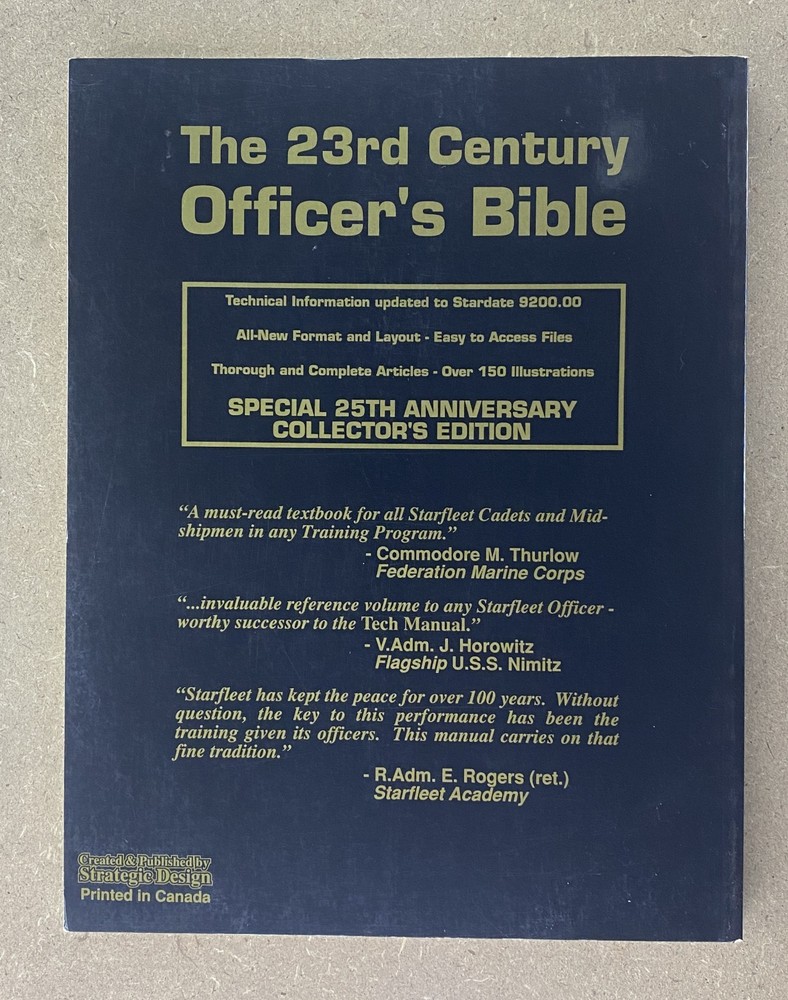 The 23rd Century
Officer's Bible
Technical Information updated to Stardate 9200.00
All-New Format and Layout - Easy to Access Files
Thorough and Complete Articles - Over 150 Illustrations
SPECIAL 25TH ANNIVERSARY
COLLECTOR'S EDITION
“A must-read textbook for all Starfleet Cadets and Mid-
shipmen in any Training Program.”
- Commodore M. Thurlow
Federation Marine Corps
“...invaluable reference volume to any Starfleet Officer -
worthy successor to the Tech Manual.”
- V.Adm. J. Horowitz
Flagship U.S.S. Nimitz
“Starfleet has kept the peace for over 100 years. Without
question, the key to this performance has been the
training given its officers. This manual carries on that
fine tradition.”
- R.Adm. E. Rogers (ret.)
Starfleet Academy
Created & Published by
Strategic Design
Printed in Canada